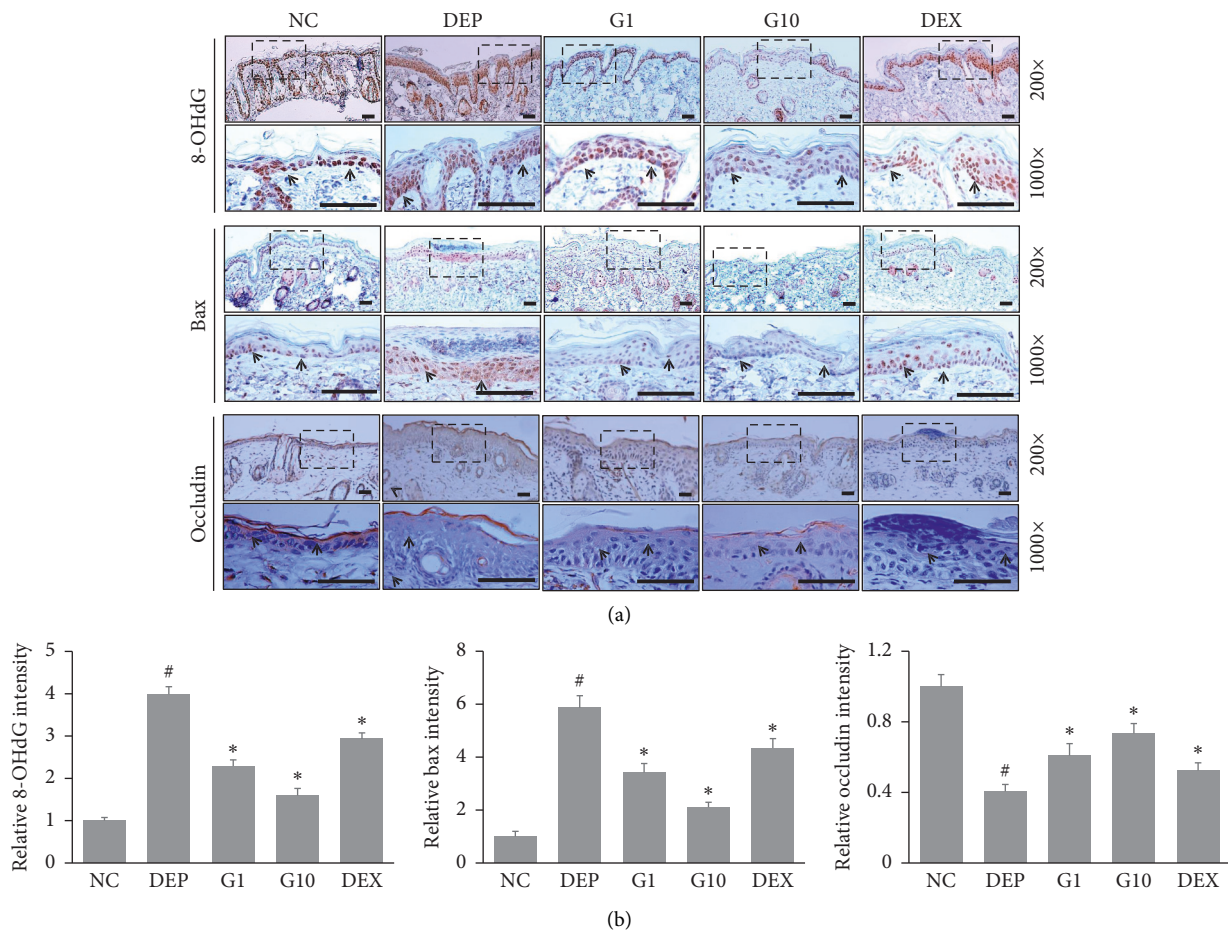 NC DEP G1 G10 DEX
8-OHdG
200×
1000×
Bax
200×
1000×
Occludin
200×
1000×
(a)
Relative 8-OHdG intensity
5
4
3
2
1
0
#
*
*
*
NC DEP G1 G10 DEX
Relative bax intensity
8
6
4
2
0
#
*
*
*
NC DEP G1 G10 DEX
Relative occludin intensity
1.2
0.8
0.4
0
#
*
*
*
NC DEP G1 G10 DEX
(b)